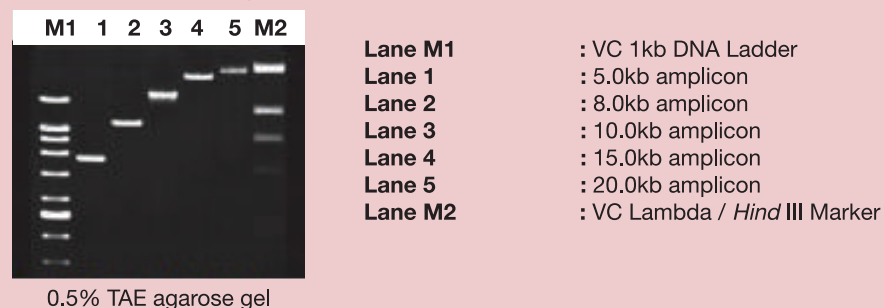 M1 1 2 3 4 5 M2
Lane M1 : VC 1kb DNA Ladder
Lane 1 : 5.0kb amplicon
Lane 2 : 8.0kb amplicon
Lane 3 : 10.0kb amplicon
Lane 4 : 15.0kb amplicon
Lane 5 : 20.0kb amplicon
Lane M2 : VC Lambda / Hind III Marker
0.5% TAE agarose gel